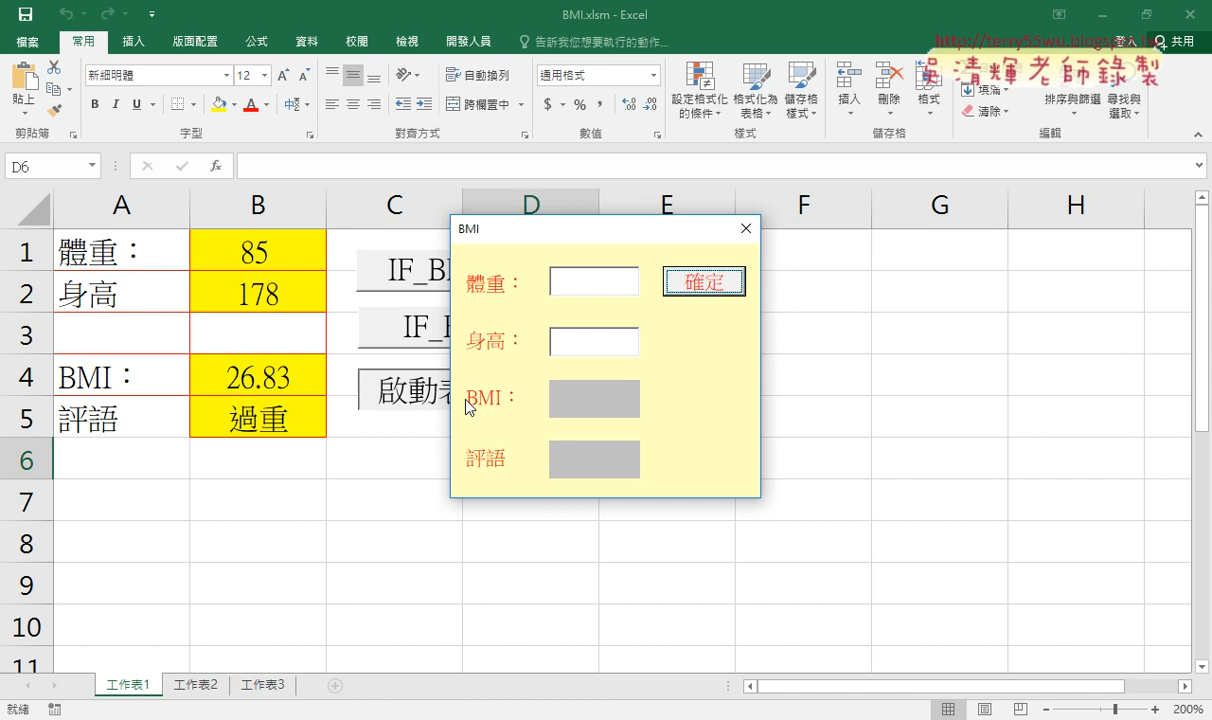 BMI.xlsm - Excel
檔案 常用 插入 版面配置 公式 資料 校閱 檢視 開發人員 告訴我您想要執行的動作... 登入 共用
http://terry55wu.blogspot.tw
吳清輝老師錄製
新細明體 12 自動換列 通用格式
貼上 B I U A 中 跨欄置中 $ % , 設定格式化的條件 格式化為表格 儲存格樣式 插入 刪除 格式 填滿 清除 排序與篩選 尋找與選取
剪貼簿 字型 對齊方式 數值 樣式 儲存格 編輯
D6 fx
A B C D E F G H
1 體重： 85
2 身高 178
3
4 BMI： 26.83
5 評語 過重
6
7
8
9
10
11
IF_B
IF_
啟動
BMI
體重： 確定
身高：
BMI：
評語
工作表1 工作表2 工作表3
就緒 200%